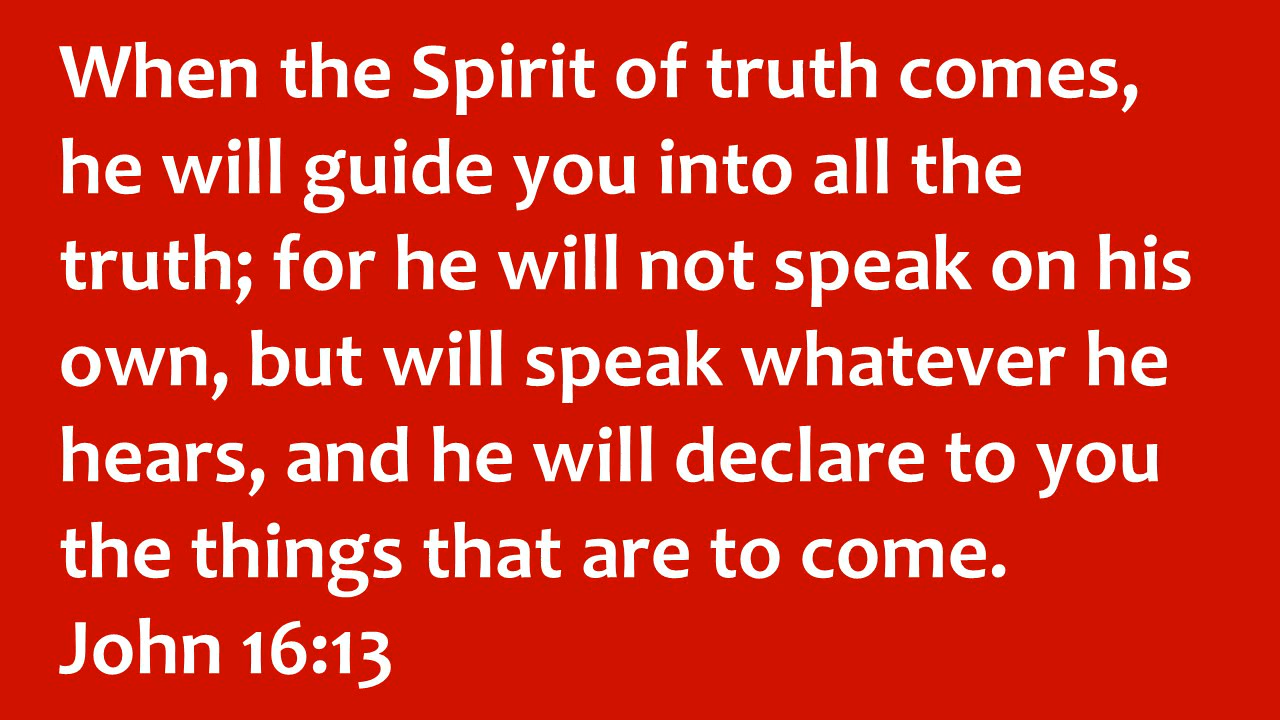 When the Spirit of truth comes,
he will guide you into all the
truth; for he will not speak on his
own, but will speak whatever he
hears, and he will declare to you
the things that are to come.
John 16:13